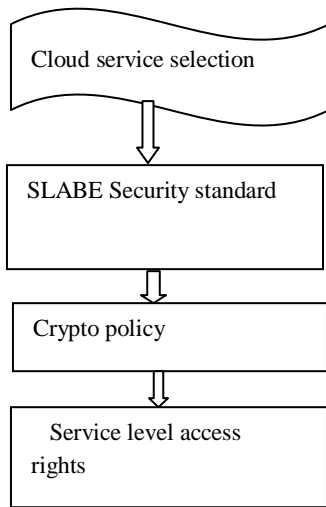 Cloud service selection
SLABE Security standard
Crypto policy
Service level access
rights